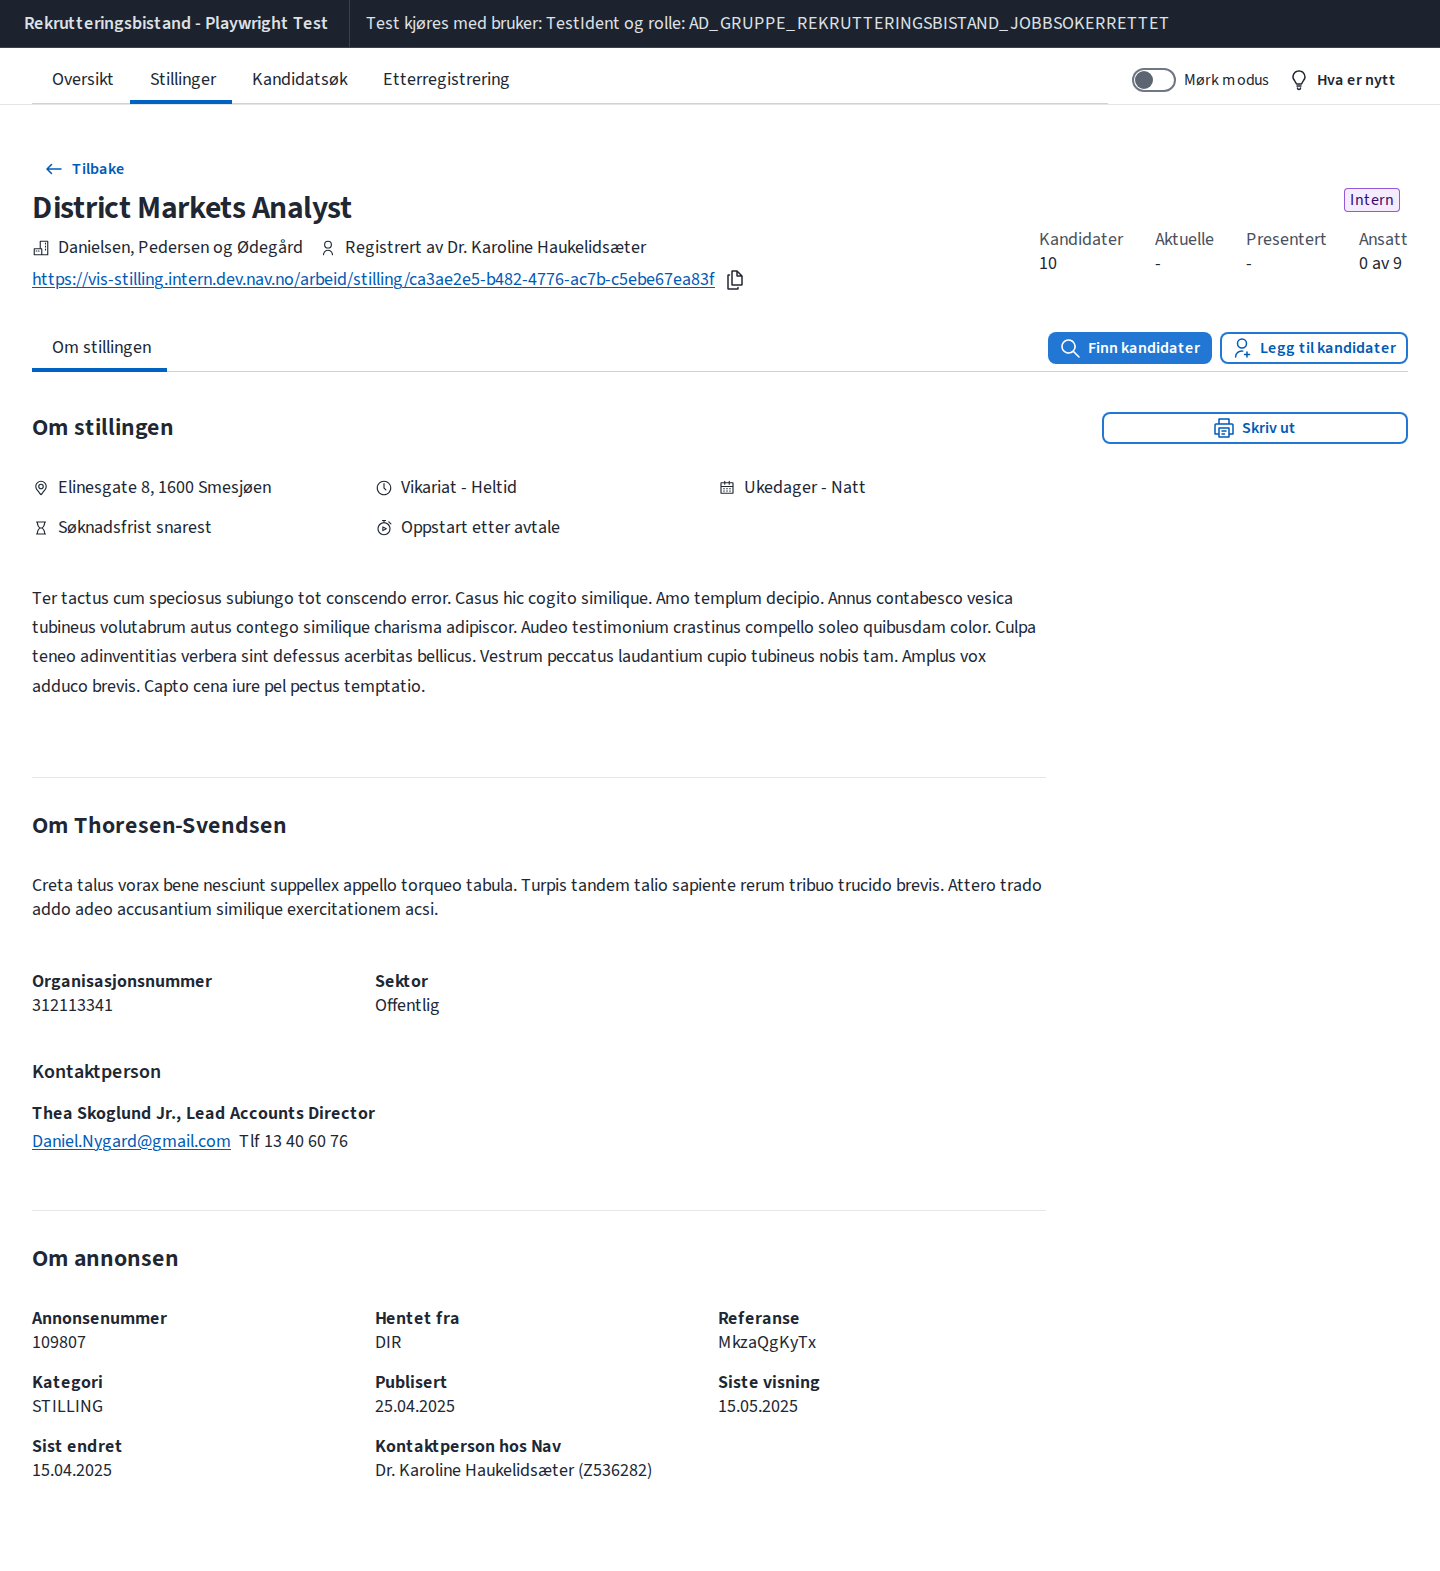 Rekrutteringsbistand - Playwright Test
Test kjøres med bruker: TestIdent og rolle: AD_GRUPPE_REKRUTTERINGSBISTAND_JOBBSOKERRETTET
Oversikt
Stillinger
Kandidatsøk
Etterregistrering
Mørk modus
Hva er nytt
Tilbake
District Markets Analyst
Intern
Danielsen, Pedersen og Ødegård
Registrert av Dr. Karoline Haukelidsæter
https://vis-stilling.intern.dev.nav.no/arbeid/stilling/ca3ae2e5-b482-4776-ac7b-c5ebe67ea83f
Kandidater
10
Aktuelle
-
Presentert
-
Ansatt
0 av 9
Om stillingen
Finn kandidater
Legg til kandidater
Om stillingen
Skriv ut
Elinesgate 8, 1600 Smesjøen
Vikariat - Heltid
Ukedager - Natt
Søknadsfrist snarest
Oppstart etter avtale
Ter tactus cum speciosus subiungo tot conscendo error. Casus hic cogito similique. Amo templum decipio. Annus contabesco vesica
tubineus volutabrum autus contego similique charisma adipiscor. Audeo testimonium crastinus compello soleo quibusdam color. Culpa
teneo adinventitias verbera sint defessus acerbitas bellicus. Vestrum peccatus laudantium cupio tubineus nobis tam. Amplus vox
adduco brevis. Capto cena iure pel pectus temptatio.
Om Thoresen-Svendsen
Creta talus vorax bene nesciunt suppellex appello torqueo tabula. Turpis tandem talio sapiente rerum tribuo trucido brevis. Attero trado
addo adeo accusantium similique exercitationem acsi.
Organisasjonsnummer
312113341
Sektor
Offentlig
Kontaktperson
Thea Skoglund Jr., Lead Accounts Director
Daniel.Nygard@gmail.com Tlf 13 40 60 76
Om annonsen
Annonsenummer
109807
Hentet fra
DIR
Referanse
MkzaQgKyTx
Kategori
STILLING
Publisert
25.04.2025
Siste visning
15.05.2025
Sist endret
15.04.2025
Kontaktperson hos Nav
Dr. Karoline Haukelidsæter (Z536282)